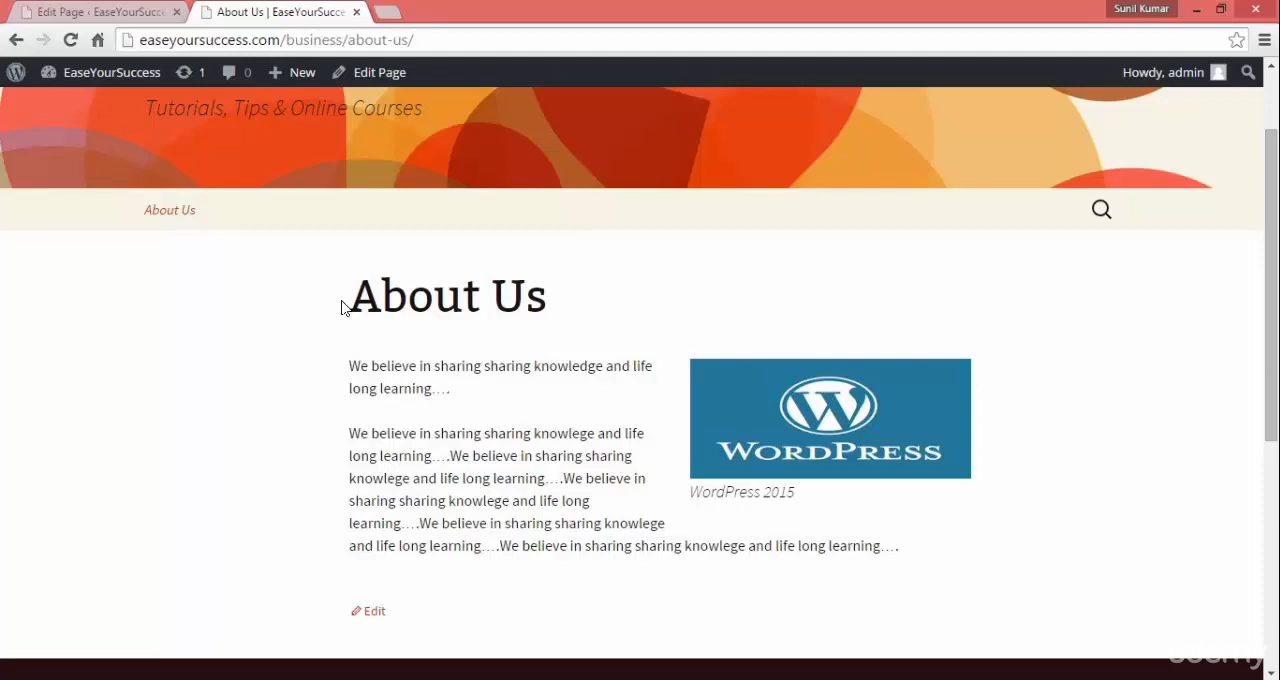 Edit Page ‹ EaseYourSucce
About Us | EaseYourSucce
Sunil Kumar
easeyoursuccess.com/business/about-us/
EaseYourSuccess 1 0 New Edit Page Howdy, admin
Tutorials, Tips & Online Courses
About Us
About Us
We believe in sharing sharing knowledge and life
long learning….
We believe in sharing sharing knowlege and life
long learning….We believe in sharing sharing
knowlege and life long learning….We believe in
sharing sharing knowlege and life long
learning….We believe in sharing sharing knowlege
and life long learning….We believe in sharing sharing knowlege and life long learning….
WORDPRESS
WordPress 2015
Edit